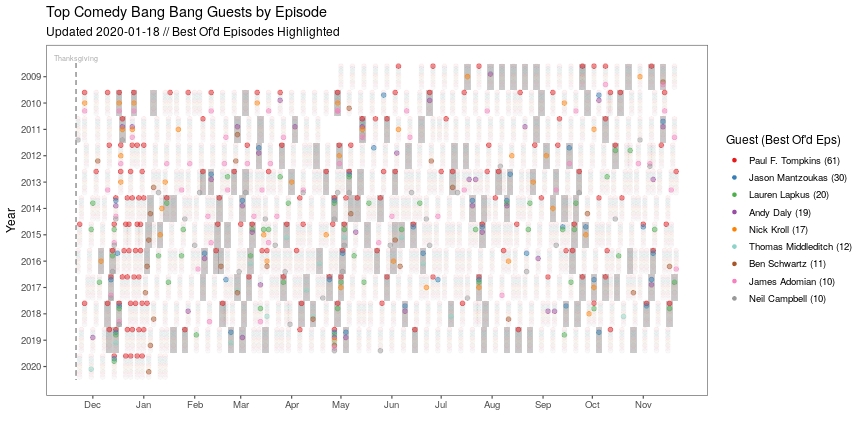 Top Comedy Bang Bang Guests by Episode
Updated 2020-01-18 // Best Of'd Episodes Highlighted
Thanksgiving
2009
2010
2011
2012
2013
2014
2015
2016
2017
2018
2019
2020
Year
Dec Jan Feb Mar Apr May Jun Jul Aug Sep Oct Nov
Guest (Best Of'd Eps)
Paul F. Tompkins (61)
Jason Mantzoukas (30)
Lauren Lapkus (20)
Andy Daly (19)
Nick Kroll (17)
Thomas Middleditch (12)
Ben Schwartz (11)
James Adomian (10)
Neil Campbell (10)